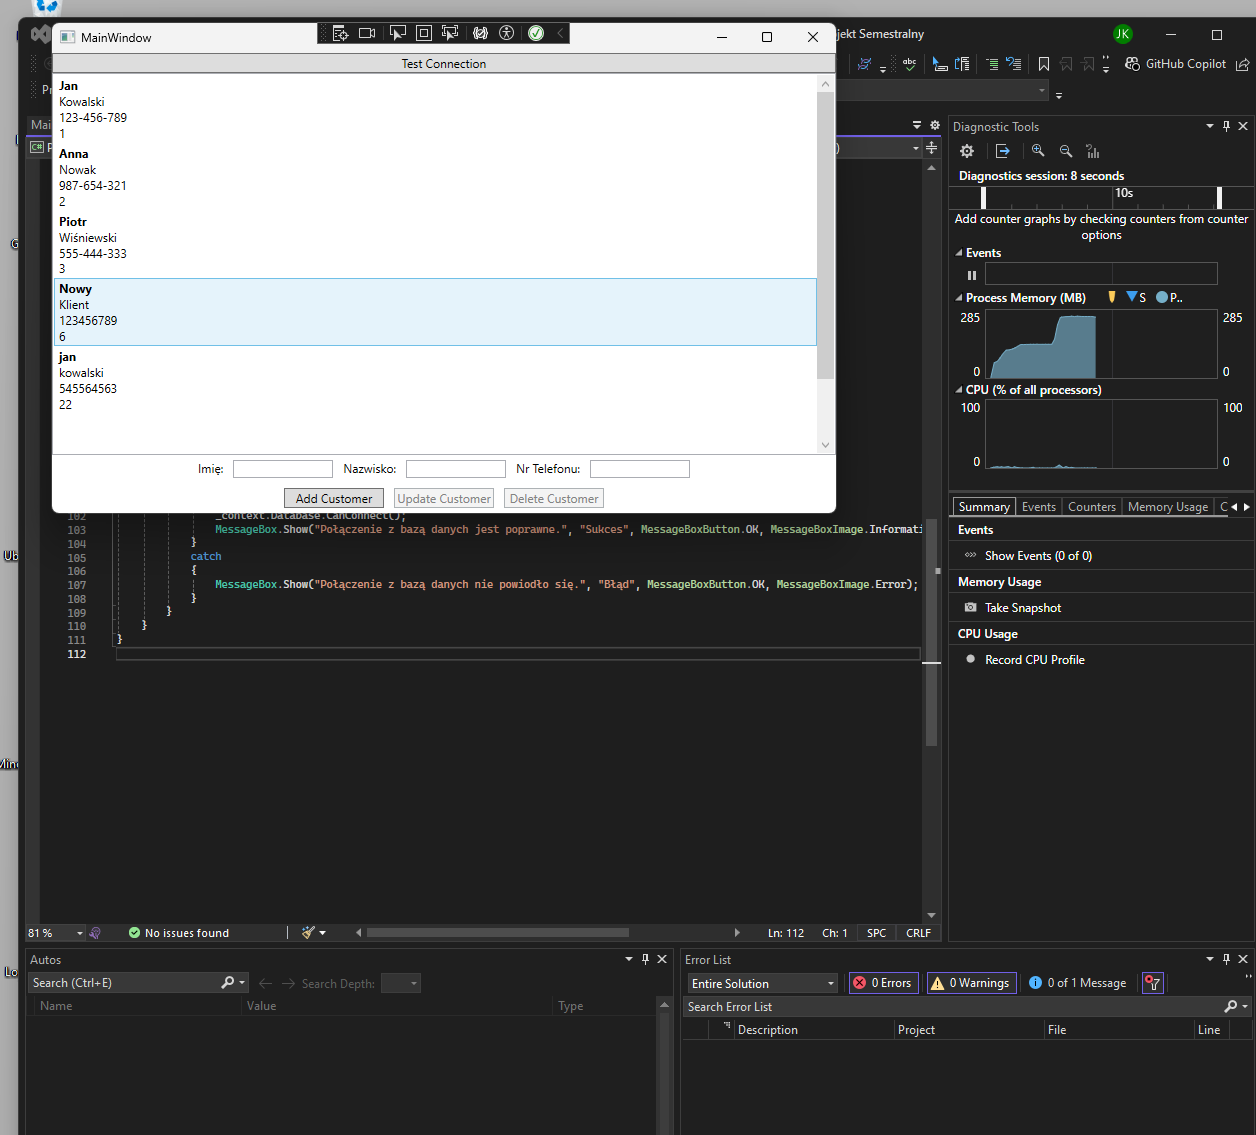 MainWindow
jekt Semestralny
JK
Test Connection
abc
GitHub Copilot
Jan
Kowalski
123-456-789
1
Anna
Nowak
987-654-321
2
Piotr
Wiśniewski
555-444-333
3
Nowy
Klient
123456789
6
jan
kowalski
545564563
22
Imię:
Nazwisko:
Nr Telefonu:
Add Customer
Update Customer
Delete Customer
Pr
Mai
C#
Diagnostic Tools
Diagnostics session: 8 seconds
10s
Add counter graphs by checking counters from counter
options
Events
Process Memory (MB)
S
P..
285
285
0
0
CPU (% of all processors)
100
100
0
0
Summary
Events
Counters
Memory Usage
C
Events
Show Events (0 of 0)
Memory Usage
Take Snapshot
CPU Usage
Record CPU Profile
102 _context.Database.CanConnect();
103 MessageBox.Show("Połączenie z bazą danych jest poprawne.", "Sukces", MessageBoxButton.OK, MessageBoxImage.Informati
104 }
105 catch
106 {
107 MessageBox.Show("Połączenie z bazą danych nie powiodło się.", "Błąd", MessageBoxButton.OK, MessageBoxImage.Error);
108 }
109 }
110 }
111 }
112
81 %
No issues found
Ln: 112
Ch: 1
SPC
CRLF
Autos
Search (Ctrl+E)
Search Depth:
Name
Value
Type
Error List
Entire Solution
0 Errors
0 Warnings
0 of 1 Message
Search Error List
Description
Project
File
Line
G
Ub
Minc
Lo